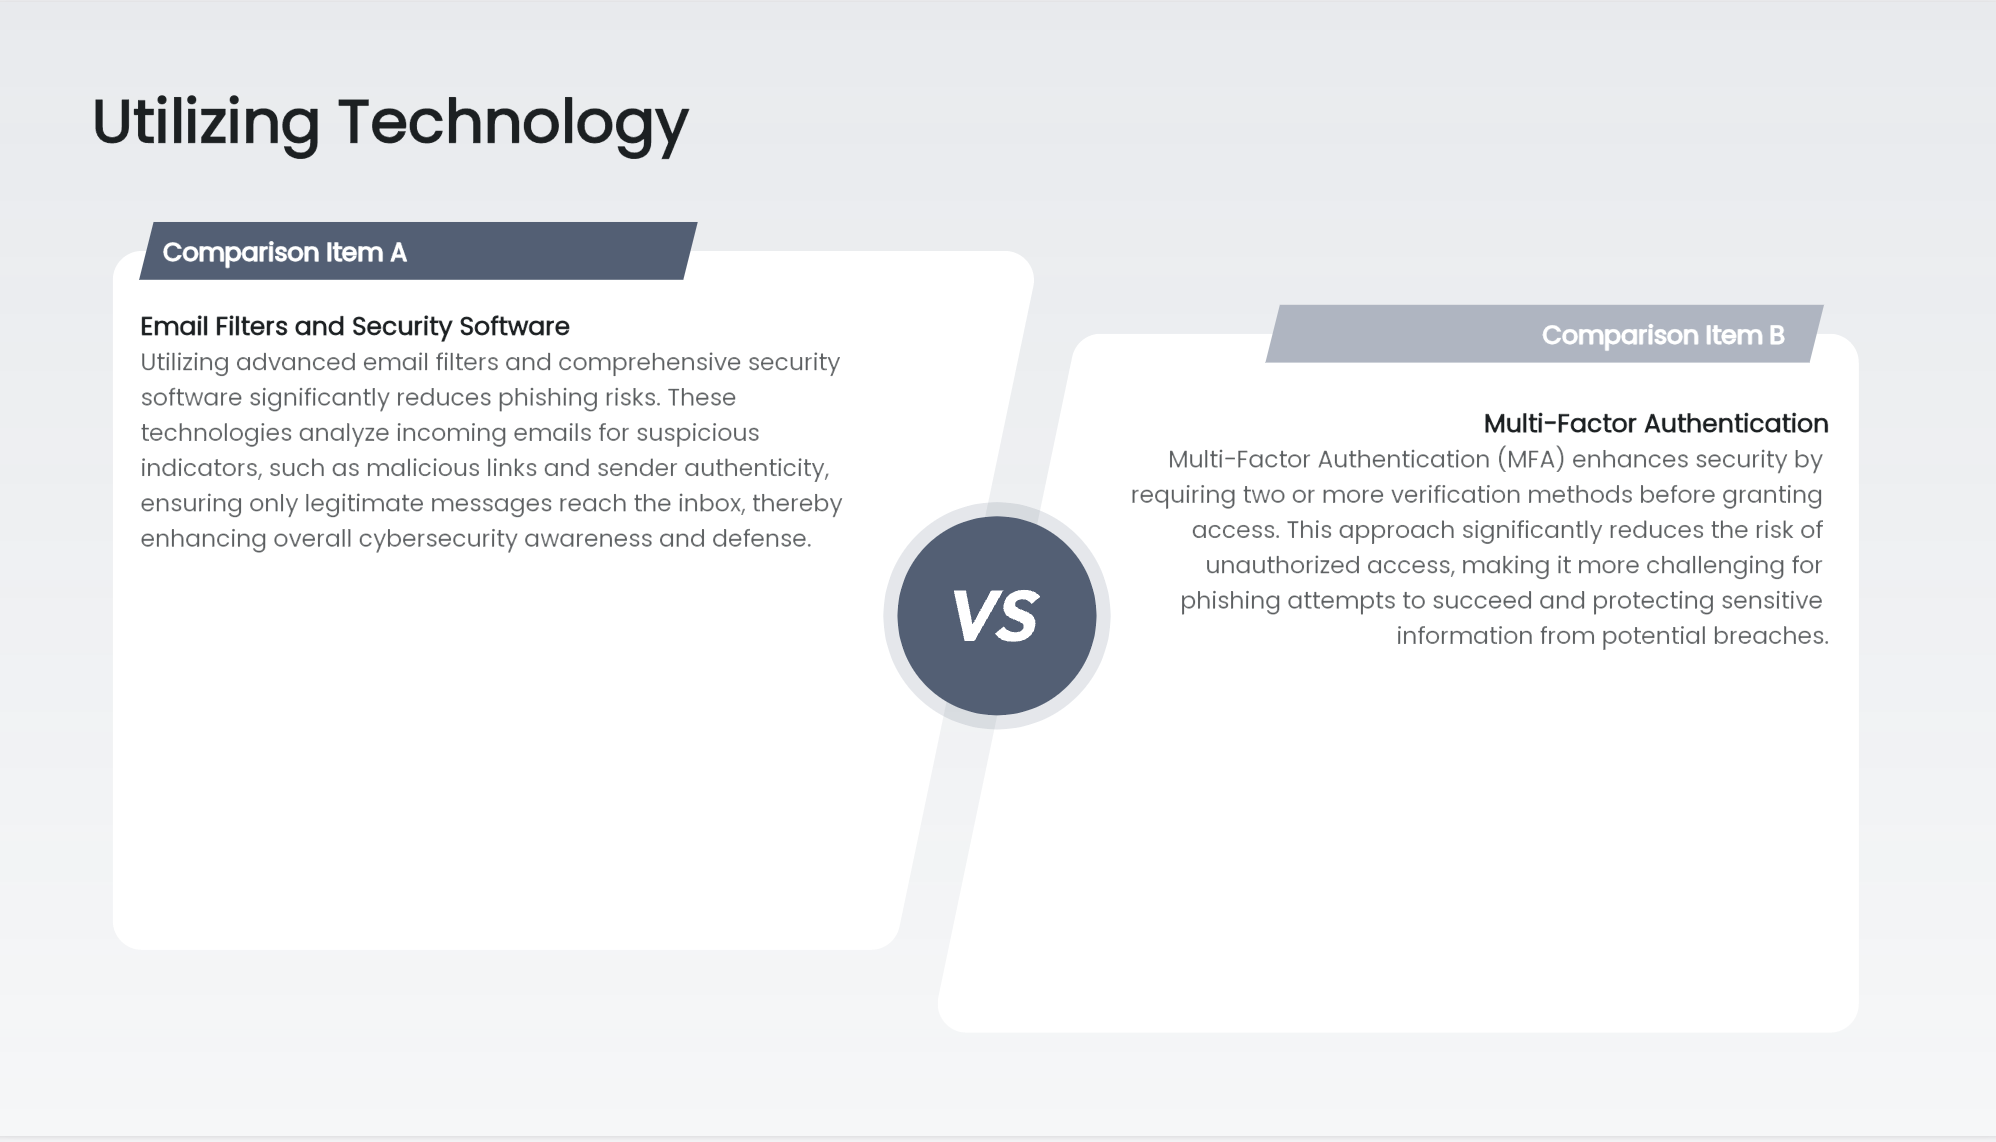 Utilizing Technology
Comparison Item A
Email Filters and Security Software
Utilizing advanced email filters and comprehensive security
software significantly reduces phishing risks. These
technologies analyze incoming emails for suspicious
indicators, such as malicious links and sender authenticity,
ensuring only legitimate messages reach the inbox, thereby
enhancing overall cybersecurity awareness and defense.
VS
Comparison Item B
Multi-Factor Authentication
Multi-Factor Authentication (MFA) enhances security by
requiring two or more verification methods before granting
access. This approach significantly reduces the risk of
unauthorized access, making it more challenging for
phishing attempts to succeed and protecting sensitive
information from potential breaches.